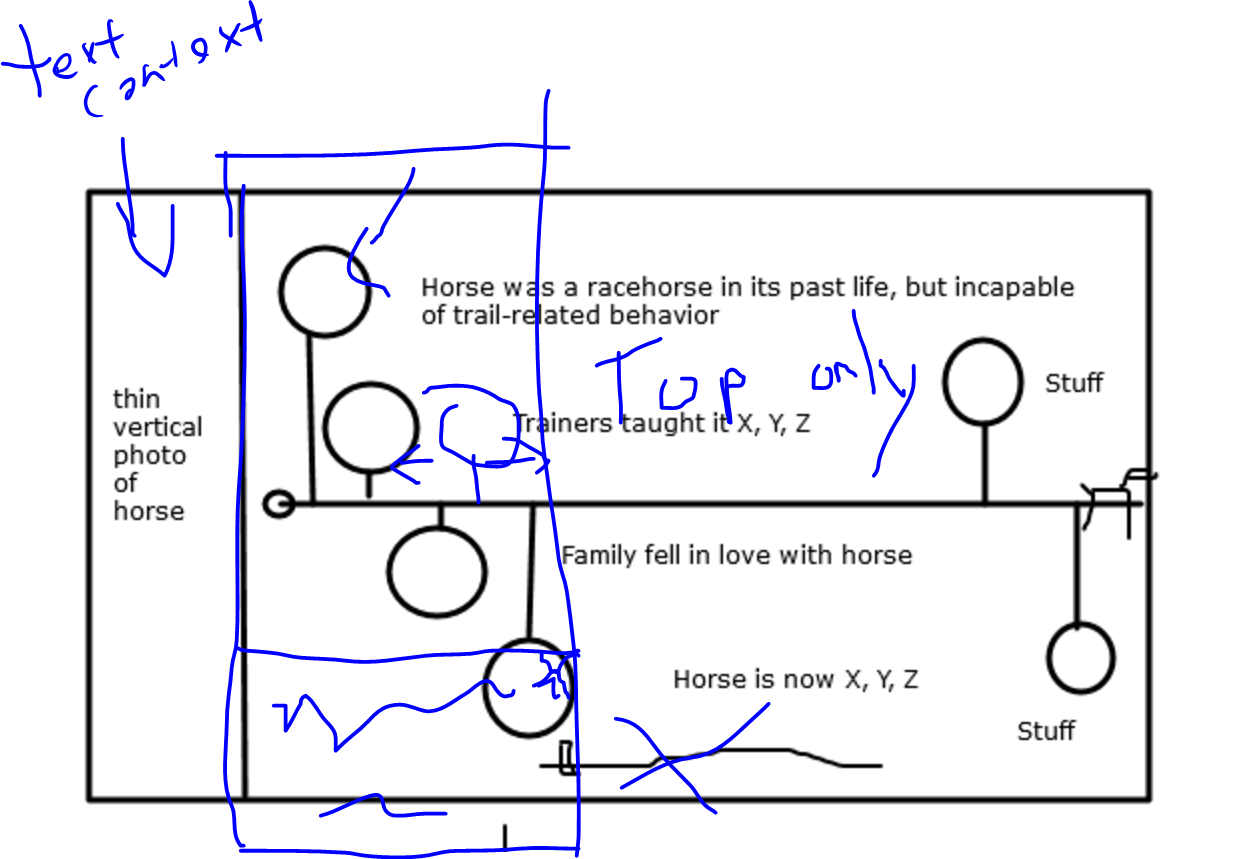 text
context
Horse was a racehorse in its past life, but incapable
of trail-related behavior
Top only
Stuff
thin
vertical
photo
of
horse
Trainers taught it X, Y, Z
Family fell in love with horse
Horse is now X, Y, Z
Stuff